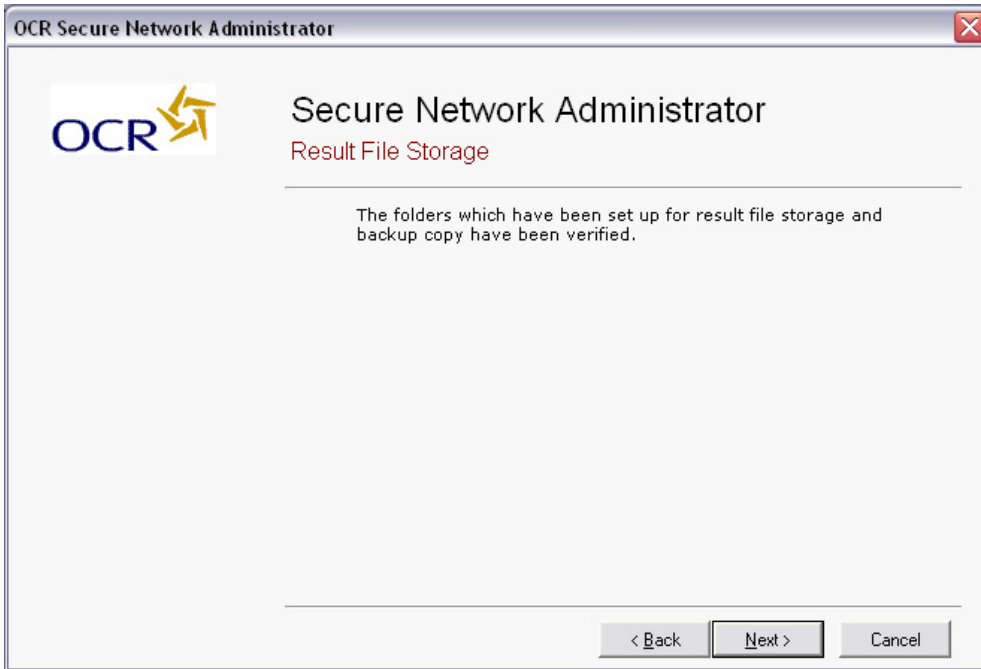 OCR Secure Network Administrator
OCR
Secure Network Administrator
Result File Storage
The folders which have been set up for result file storage and
backup copy have been verified.
< Back Next > Cancel